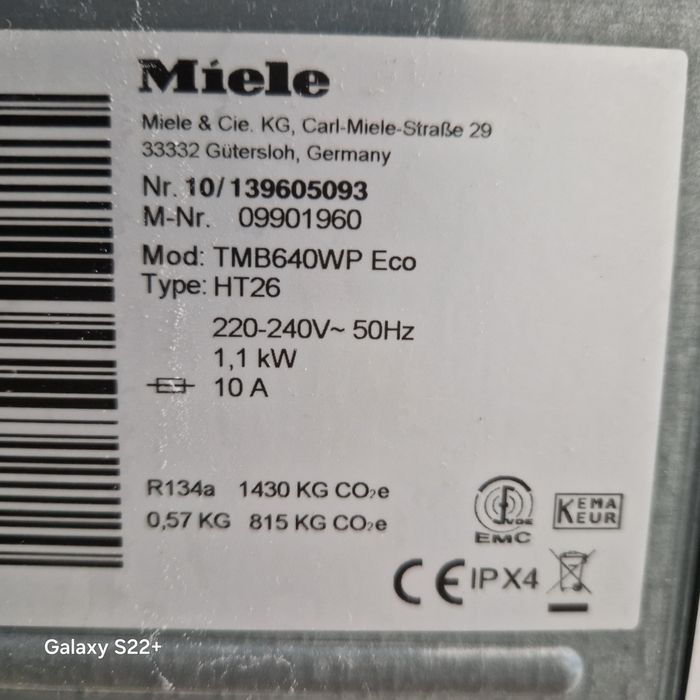 Miele
Miele & Cie. KG, Carl-Miele-Straße 29
33332 Gütersloh, Germany
Nr. 10/139605093
M-Nr. 09901960
Mod: TMB640WP Eco
Type: HT26
220-240V~ 50Hz
1,1 kW
10 A
R134a 1430 KG CO₂e
0,57 KG 815 KG CO₂e
VDE
EMC
KEMA
KEUR
CE IPX4
Galaxy S22+